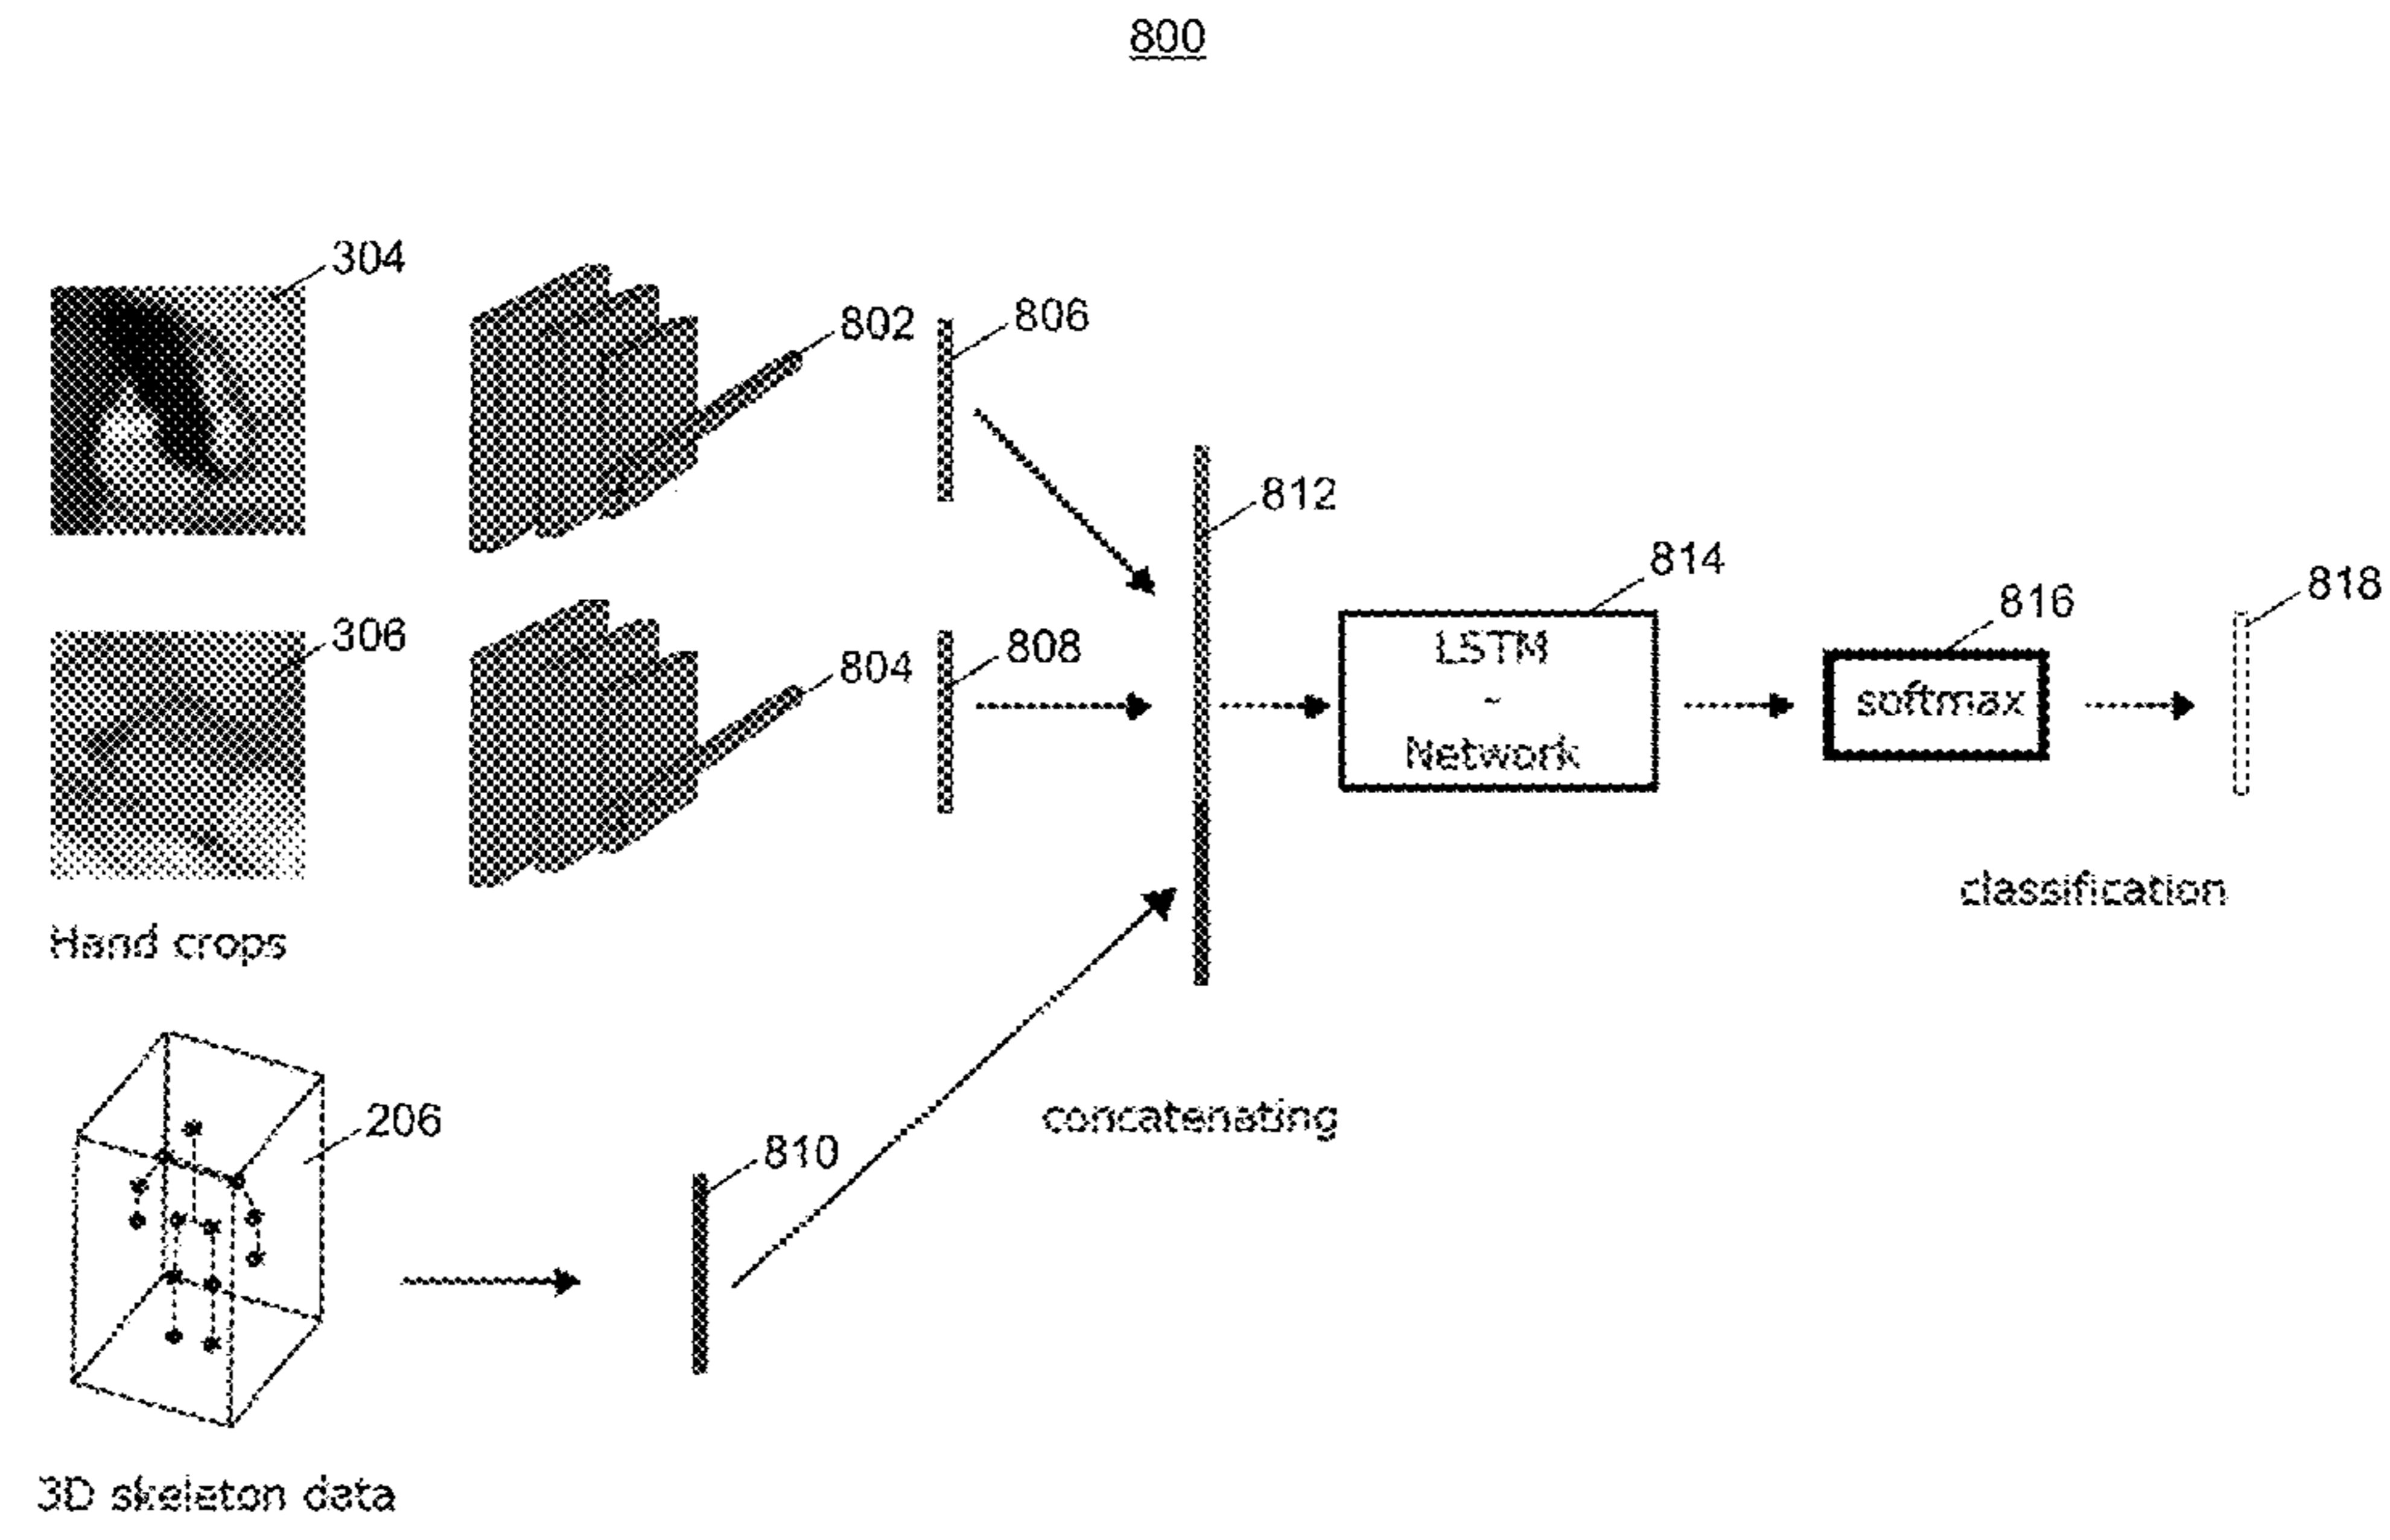 800
304
802
806
812
814
818
816
306
804
808
LSTM
-
Network
softmax
classification
Hand crops
206
810
concatenating
3D skeleton data